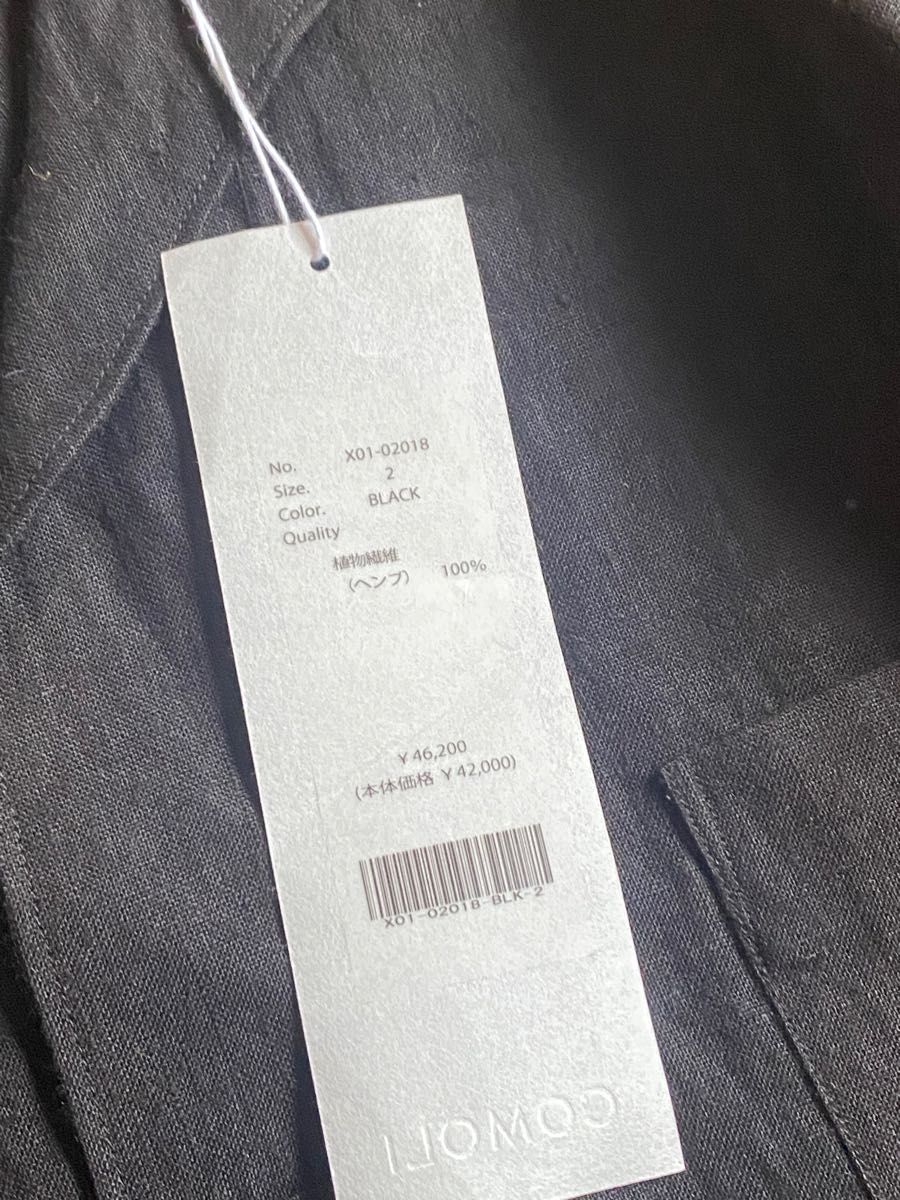 No. X01-02018
Size. 2
Color. BLACK
Quality
植物繊維
(ヘンプ) 100%
¥ 46,200
(本体価格 ¥ 42,000)
X01-02018-BLK-2
COMOLI